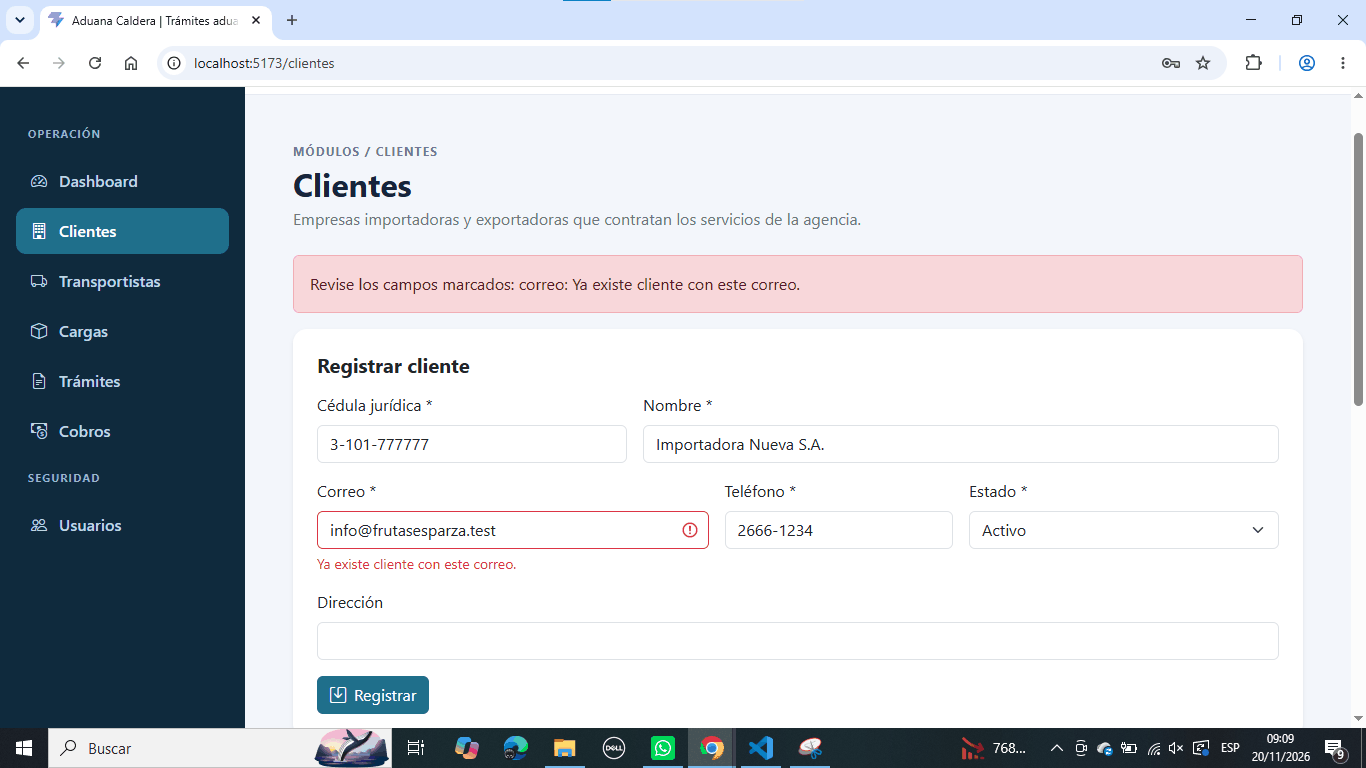 Aduana Caldera | Trámites adua
localhost:5173/clientes
OPERACIÓN
Dashboard
Clientes
Transportistas
Cargas
Trámites
Cobros
SEGURIDAD
Usuarios
MÓDULOS / CLIENTES
Clientes
Empresas importadoras y exportadoras que contratan los servicios de la agencia.
Revise los campos marcados: correo: Ya existe cliente con este correo.
Registrar cliente
Cédula jurídica * Nombre *
3-101-777777 Importadora Nueva S.A.
Correo * Teléfono * Estado *
info@frutasesparza.test 2666-1234 Activo
Ya existe cliente con este correo.
Dirección
Registrar
Buscar
DELL
768...
ESP
09:09
20/11/2026
9